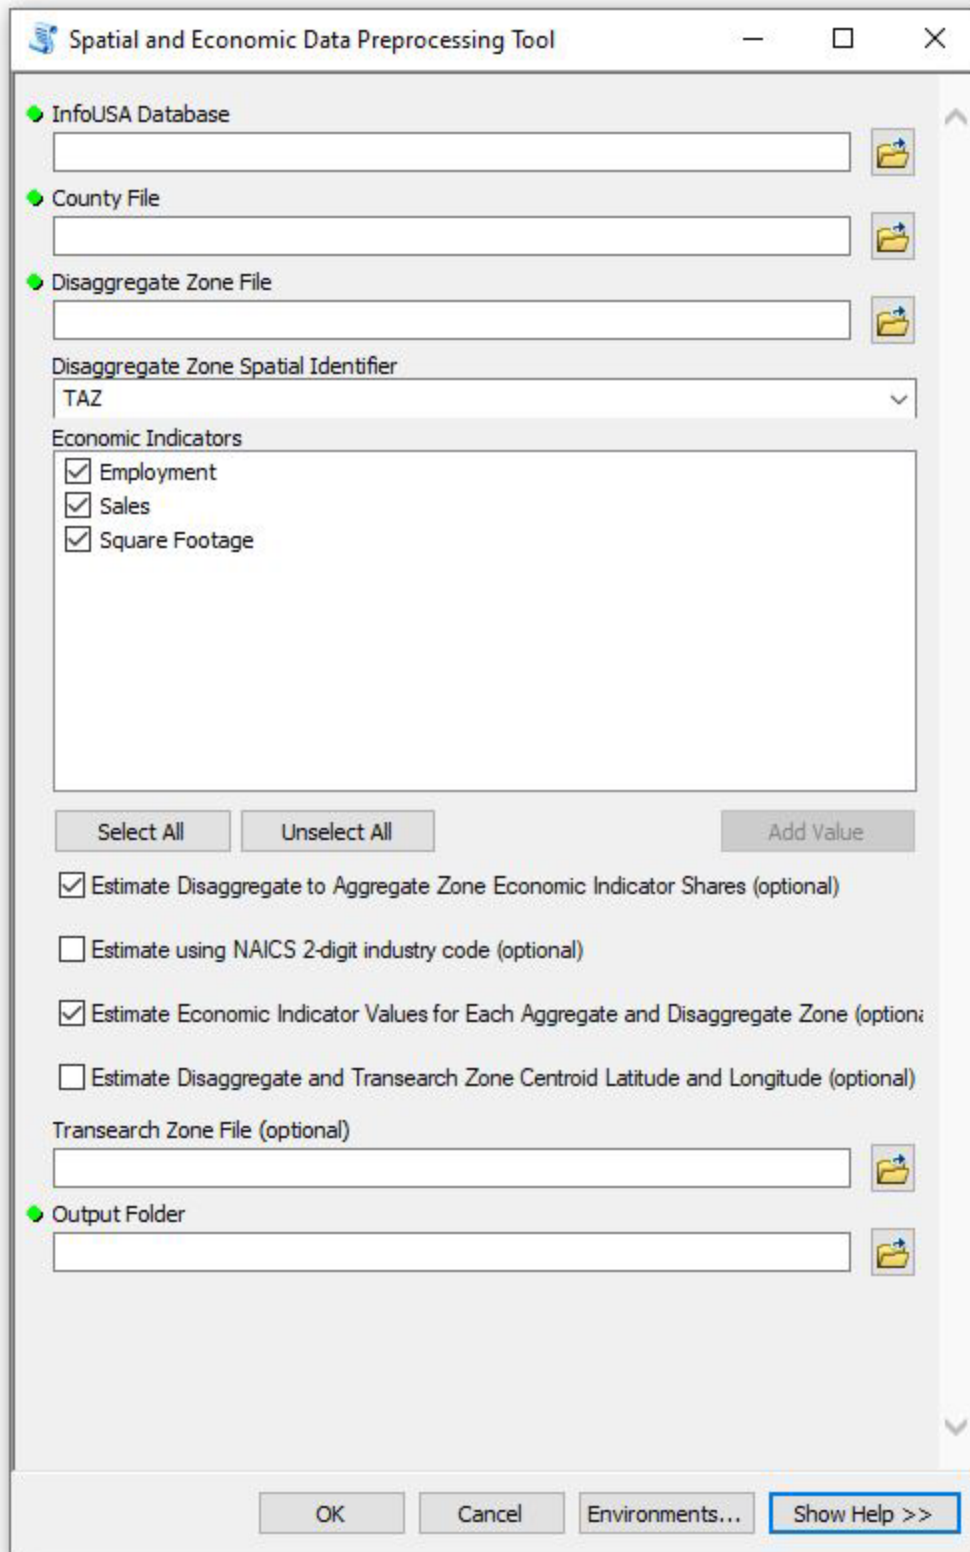 Spatial and Economic Data Preprocessing Tool
InfoUSA Database
County File
Disaggregate Zone File
Disaggregate Zone Spatial Identifier
TAZ
Economic Indicators
Employment
Sales
Square Footage
Select All Unselect All Add Value
Estimate Disaggregate to Aggregate Zone Economic Indicator Shares (optional)
Estimate using NAICS 2-digit industry code (optional)
Estimate Economic Indicator Values for Each Aggregate and Disaggregate Zone (optiona
Estimate Disaggregate and Transearch Zone Centroid Latitude and Longitude (optional)
Transearch Zone File (optional)
Output Folder
OK Cancel Environments... Show Help >>